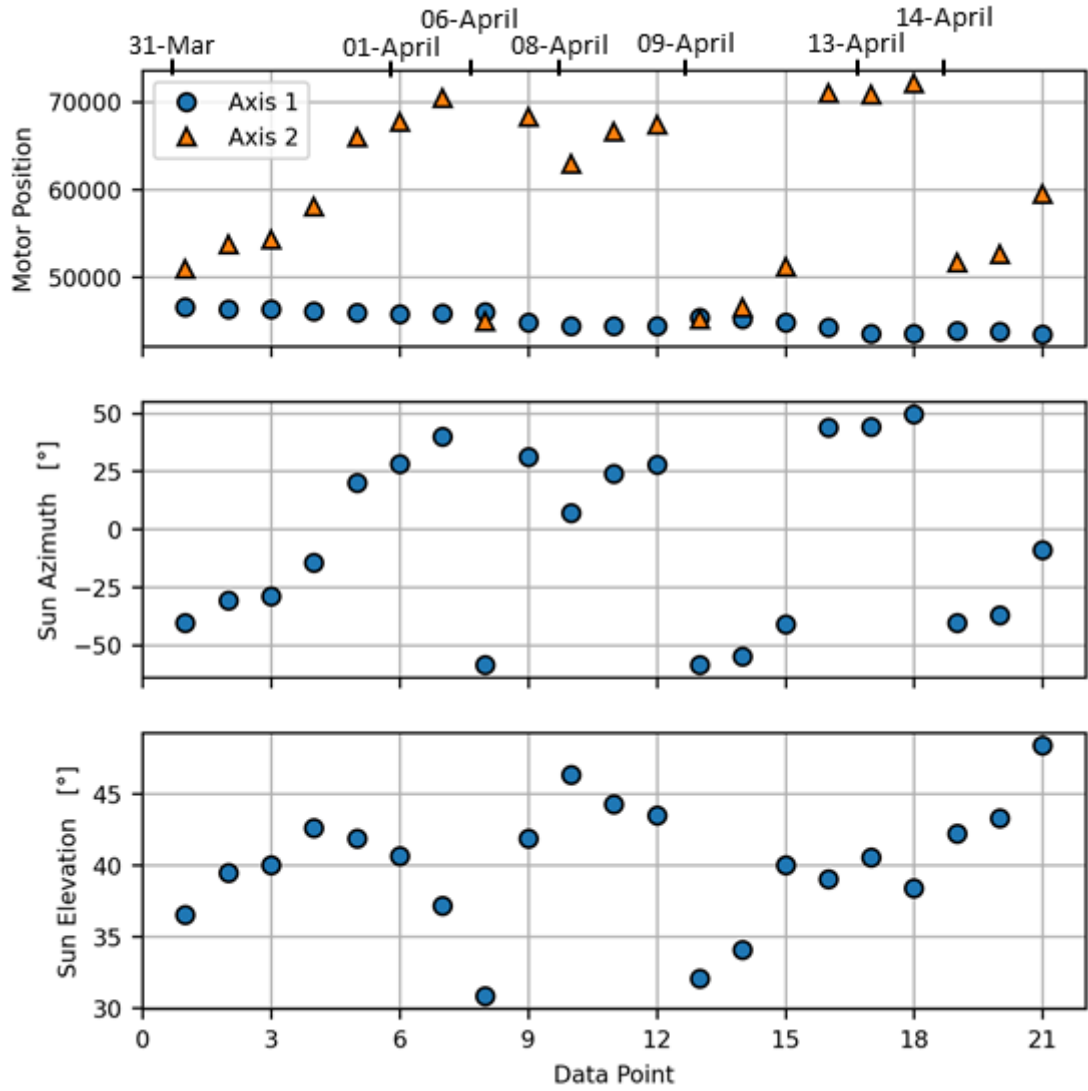 06-April
14-April
31-Mar
01-April
08-April
09-April
13-April
Axis 1
Axis 2
70000
60000
50000
Motor Position
50
25
0
−25
−50
Sun Azimuth [°]
45
40
35
30
Sun Elevation [°]
0 3 6 9 12 15 18 21
Data Point